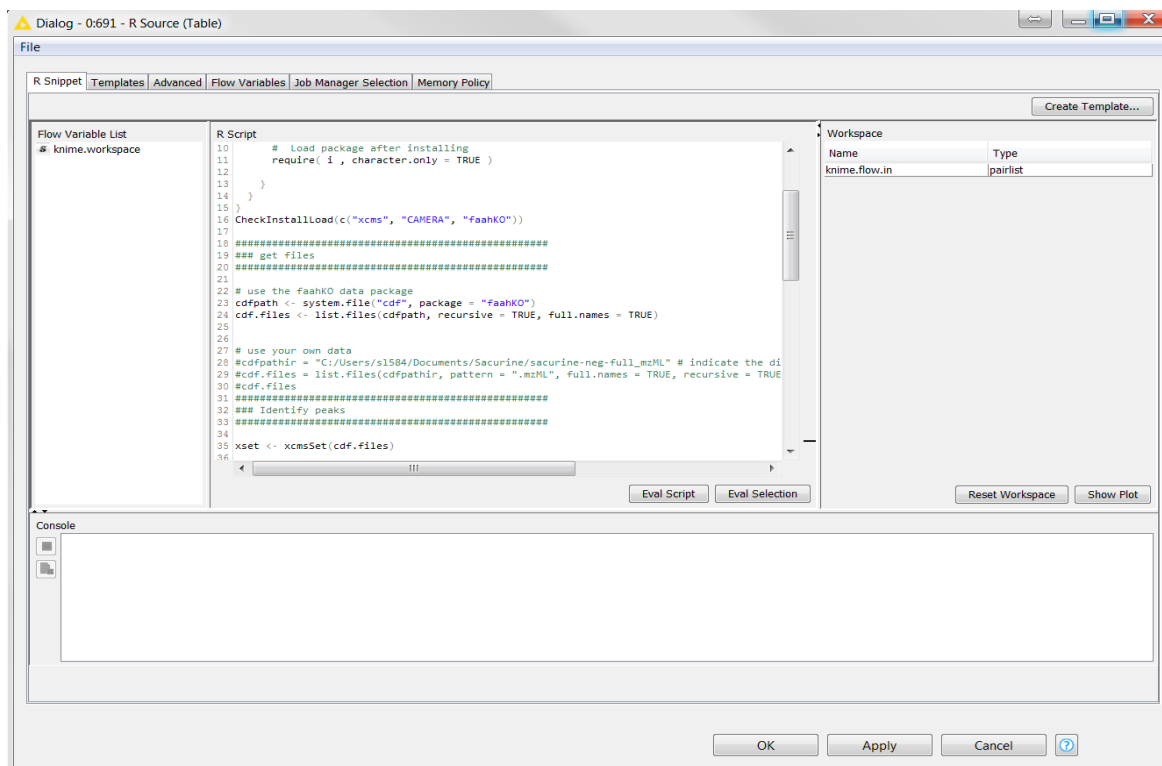 Dialog - 0:691 - R Source (Table)
File
R Snippet Templates Advanced Flow Variables Job Manager Selection Memory Policy
Create Template...
Flow Variable List
s knime.workspace
R Script
10 # Load package after installing
11 require( i , character.only = TRUE )
12
13 }
14 }
15 }
16 CheckInstallLoad(c("xcms", "CAMERA", "faahKO"))
17
18 ###################################################
19 ### get files
20 ###################################################
21
22 # use the faahKO data package
23 cdfpath <- system.file("cdf", package = "faahKO")
24 cdf.files <- list.files(cdfpath, recursive = TRUE, full.names = TRUE)
25
26
27 # use your own data
28 #cdfpathir = "C:/Users/sl584/Documents/Sacurine/sacurine-neg-full_mzML" # indicate the di
29 #cdf.files = list.files(cdfpathir, pattern = ".mzML", full.names = TRUE, recursive = TRUE
30 #cdf.files
31 ###################################################
32 ### Identify peaks
33 ###################################################
34
35 xset <- xcmsSet(cdf.files)
36
Eval Script Eval Selection
Workspace
Name Type
knime.flow.in pairlist
Reset Workspace Show Plot
Console
OK Apply Cancel ?